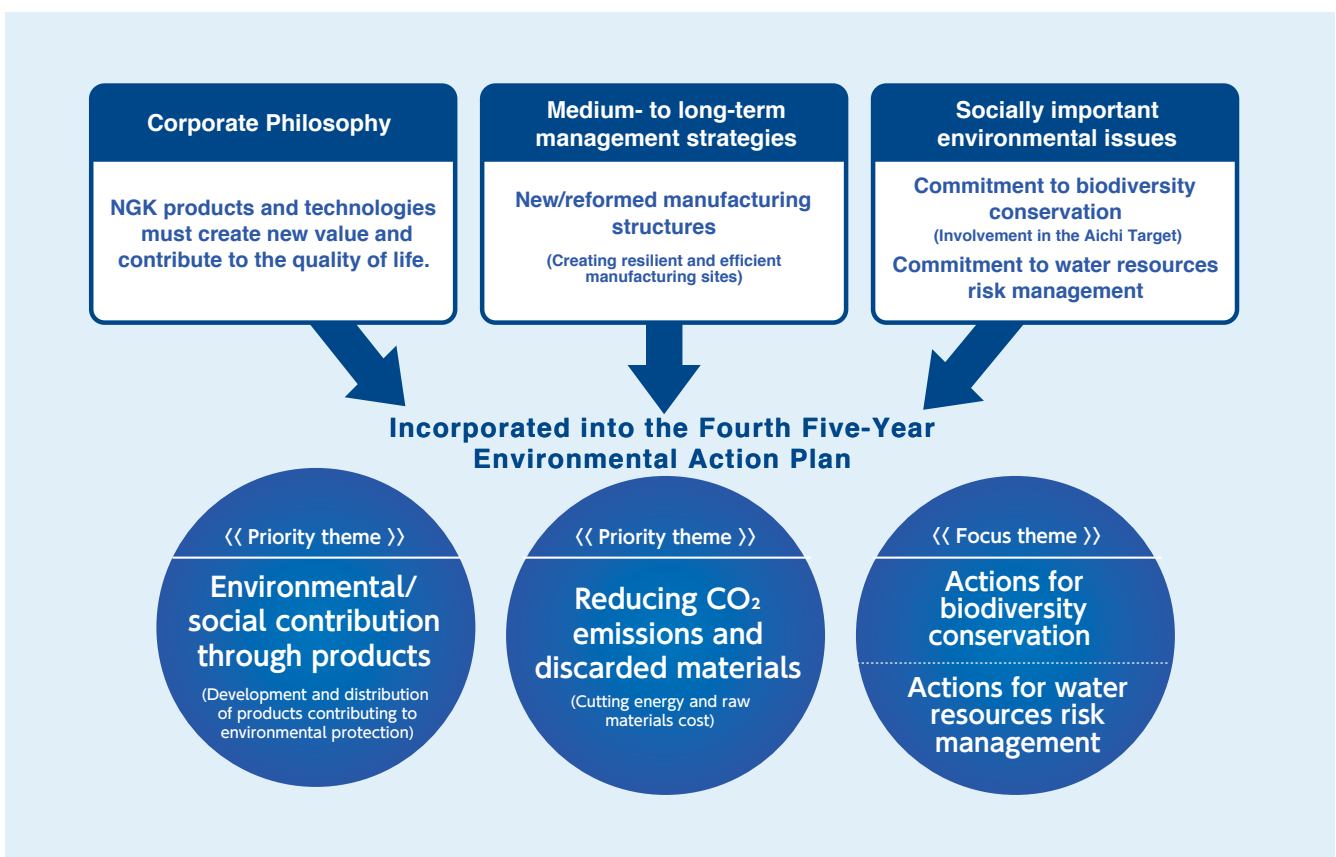 Corporate Philosophy
NGK products and technologies
must create new value and
contribute to the quality of life.
Medium- to long-term
management strategies
New/reformed manufacturing
structures
(Creating resilient and efficient
manufacturing sites)
Socially important
environmental issues
Commitment to biodiversity
conservation
(Involvement in the Aichi Target)
Commitment to water resources
risk management
Incorporated into the Fourth Five-Year
Environmental Action Plan
《 Priority theme 》
Environmental/
social contribution
through products
(Development and distribution
of products contributing to
environmental protection)
《 Priority theme 》
Reducing CO₂
emissions and
discarded materials
(Cutting energy and raw
materials cost)
《 Focus theme 》
Actions for
biodiversity
conservation
Actions for water
resources risk
management